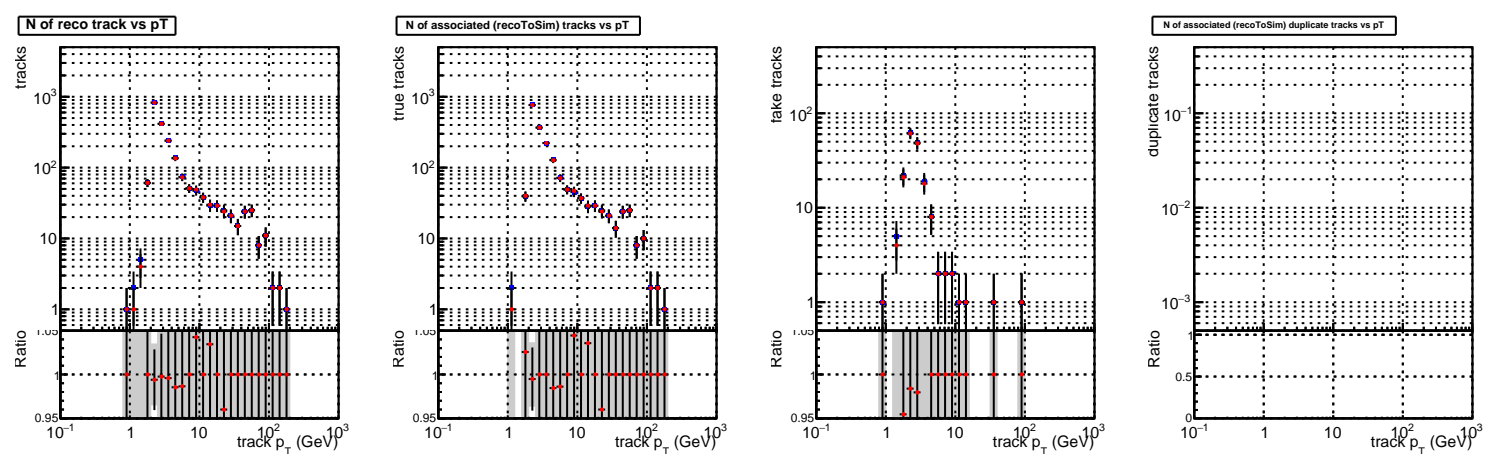 N of reco track vs pT
tracks
10³
10²
10
1
Ratio
1.05
1
0.95
10⁻¹ 1 10 10² 10³
track p_T (GeV)
N of associated (recoToSim) tracks vs pT
true tracks
10³
10²
10
1
Ratio
1.05
1
0.95
10⁻¹ 1 10 10² 10³
track p_T (GeV)
fake tracks
10²
10
1
Ratio
1.05
1
0.95
10⁻¹ 1 10 10² 10³
track p_T (GeV)
N of associated (recoToSim) duplicate tracks vs pT
duplicate tracks
10⁻¹
10⁻²
10⁻³
Ratio
1
0.5
0
10⁻¹ 1 10 10² 10³
track p_T (GeV)